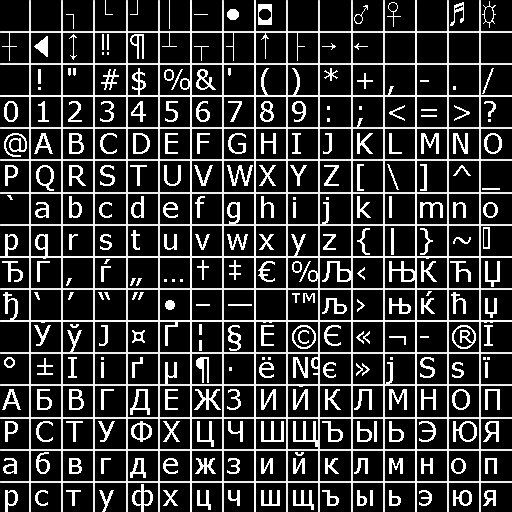 ┐ └ ┘ │ ─ • ◘ ♂ ♀ ♬ ☼
┼ ◀ ↕ ‼ ¶ ┴ ┬ ┤ ↑ ├ → ←
! " # $ % & ' ( ) * + , - . /
0 1 2 3 4 5 6 7 8 9 : ; < = > ?
@ A B C D E F G H I J K L M N O
P Q R S T U V W X Y Z [ \ ] ^ _
` a b c d e f g h i j k l m n o
p q r s t u v w x y z { | } ~ ▯
Ђ Ѓ ‚ ѓ „ … † ‡ € ‰ Љ ‹ Њ Ќ Ћ Џ
ђ ‘ ’ “ ” • – — ™ љ › њ ќ ћ џ
Ў ў Ј ¤ Ґ ¦ § Ё © Є « ¬ - ® Ї
° ± І і ґ µ ¶ · ё № є » ј Ѕ ѕ ї
А Б В Г Д Е Ж З И Й К Л М Н О П
Р С Т У Ф Х Ц Ч Ш Щ Ъ Ы Ь Э Ю Я
а б в г д е ж з и й к л м н о п
р с т у ф х ц ч ш щ ъ ы ь э ю я